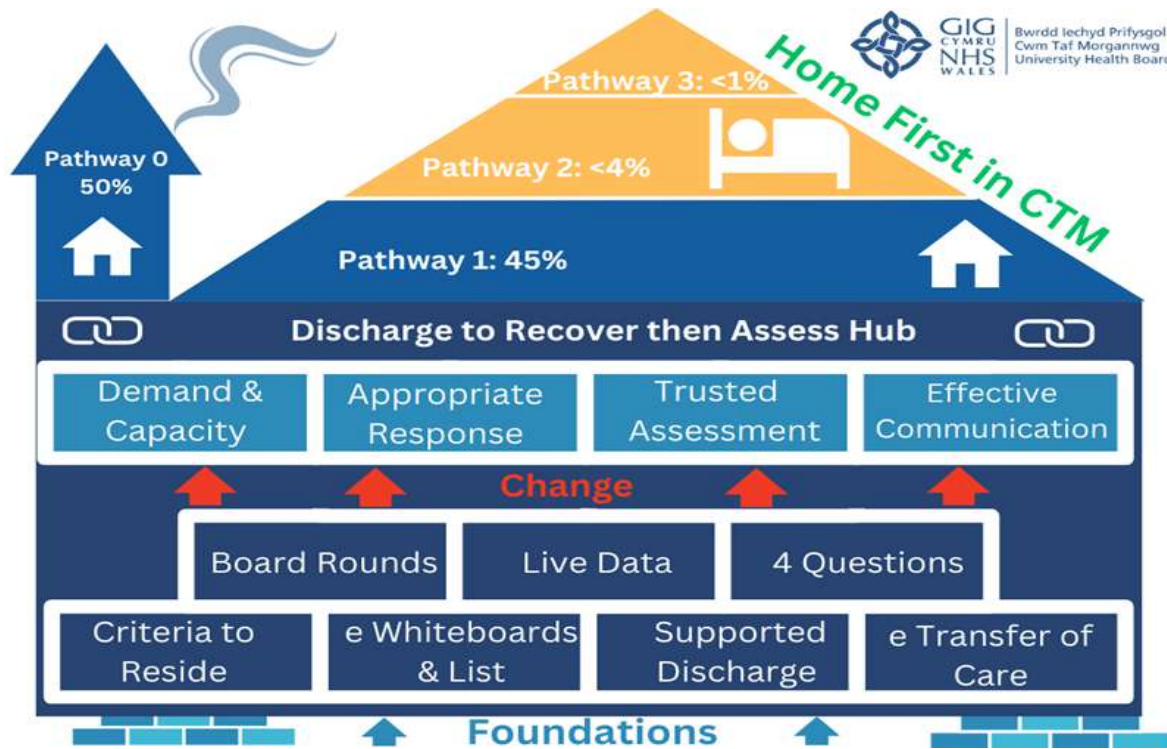 GIG
CYMRU
NHS
WALES
Bwrdd Iechyd Prifysgol
Cwm Taf Morgannwg
University Health Board
Home First in CTM
Pathway 3: <1%
Pathway 2: <4%
Pathway 0
50%
Pathway 1: 45%
Discharge to Recover then Assess Hub
Demand &
Capacity
Appropriate
Response
Trusted
Assessment
Effective
Communication
Change
Board Rounds
Live Data
4 Questions
Criteria to
Reside
e Whiteboards
& List
Supported
Discharge
e Transfer of
Care
Foundations